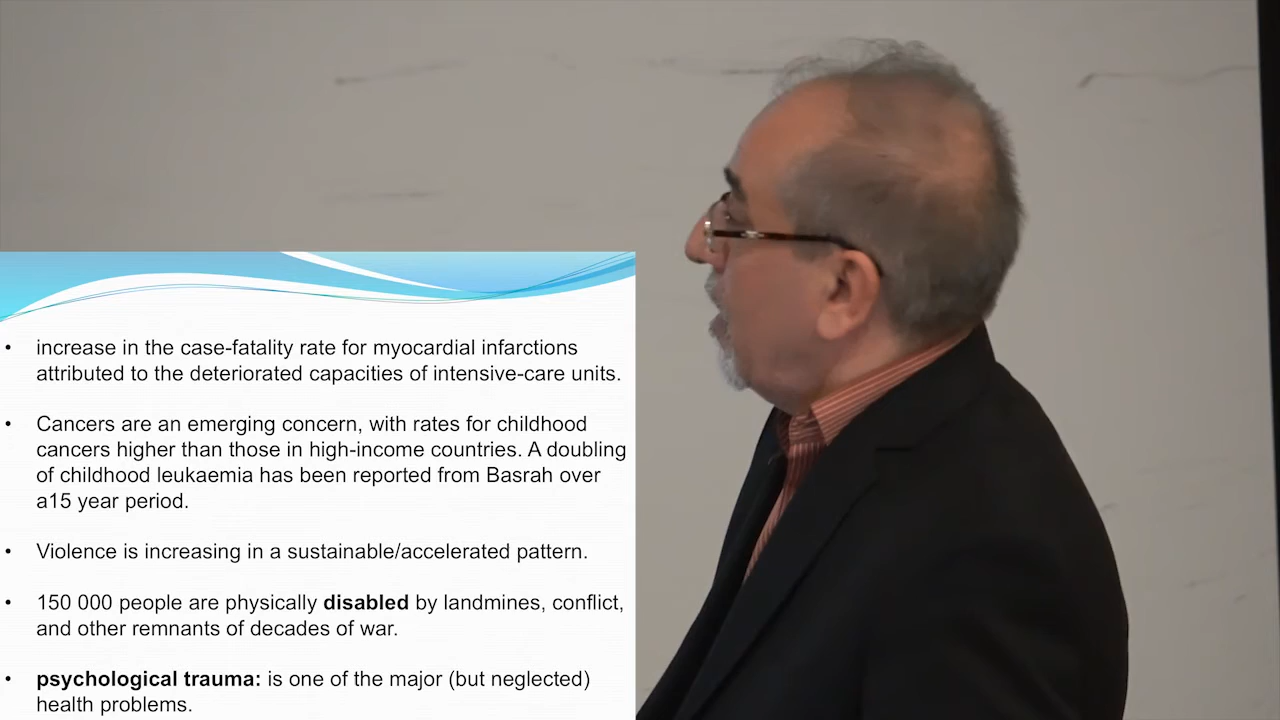 • increase in the case-fatality rate for myocardial infarctions
attributed to the deteriorated capacities of intensive-care units.
• Cancers are an emerging concern, with rates for childhood
cancers higher than those in high-income countries. A doubling
of childhood leukaemia has been reported from Basrah over
a15 year period.
• Violence is increasing in a sustainable/accelerated pattern.
• 150 000 people are physically disabled by landmines, conflict,
and other remnants of decades of war.
• psychological trauma: is one of the major (but neglected)
health problems.